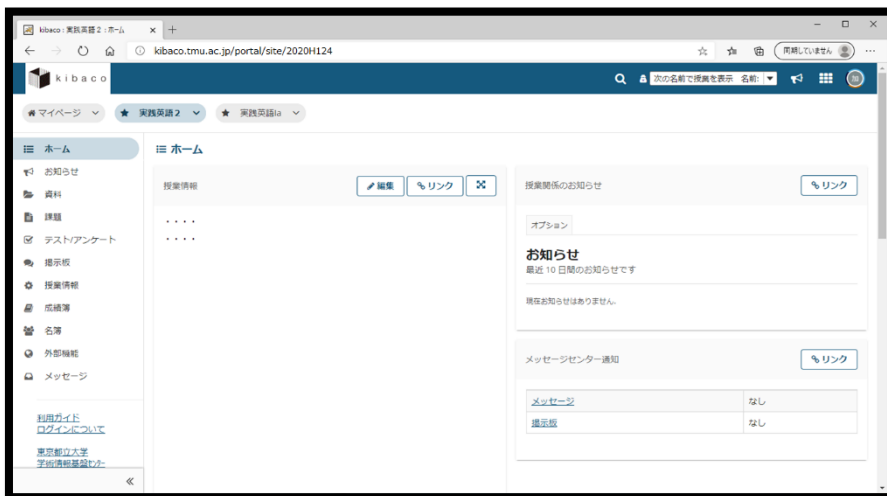 kibaco : 実践英語2 : ホーム
kibaco.tmu.ac.jp/portal/site/2020H124
同期していません
kibaco
次の名前で授業を表示 名前:
マイページ
実践英語2
実践英語Ia
ホーム
お知らせ
資料
課題
テスト/アンケート
掲示板
授業情報
成績簿
名簿
外部機能
メッセージ
利用ガイド
ログインについて
東京都立大学
学術情報基盤センター
ホーム
授業情報
編集
リンク
・・・・
・・・・
授業関係のお知らせ
リンク
オプション
お知らせ
最近 10 日間のお知らせです
現在お知らせはありません。
メッセージセンター通知
リンク
メッセージ なし
掲示板 なし